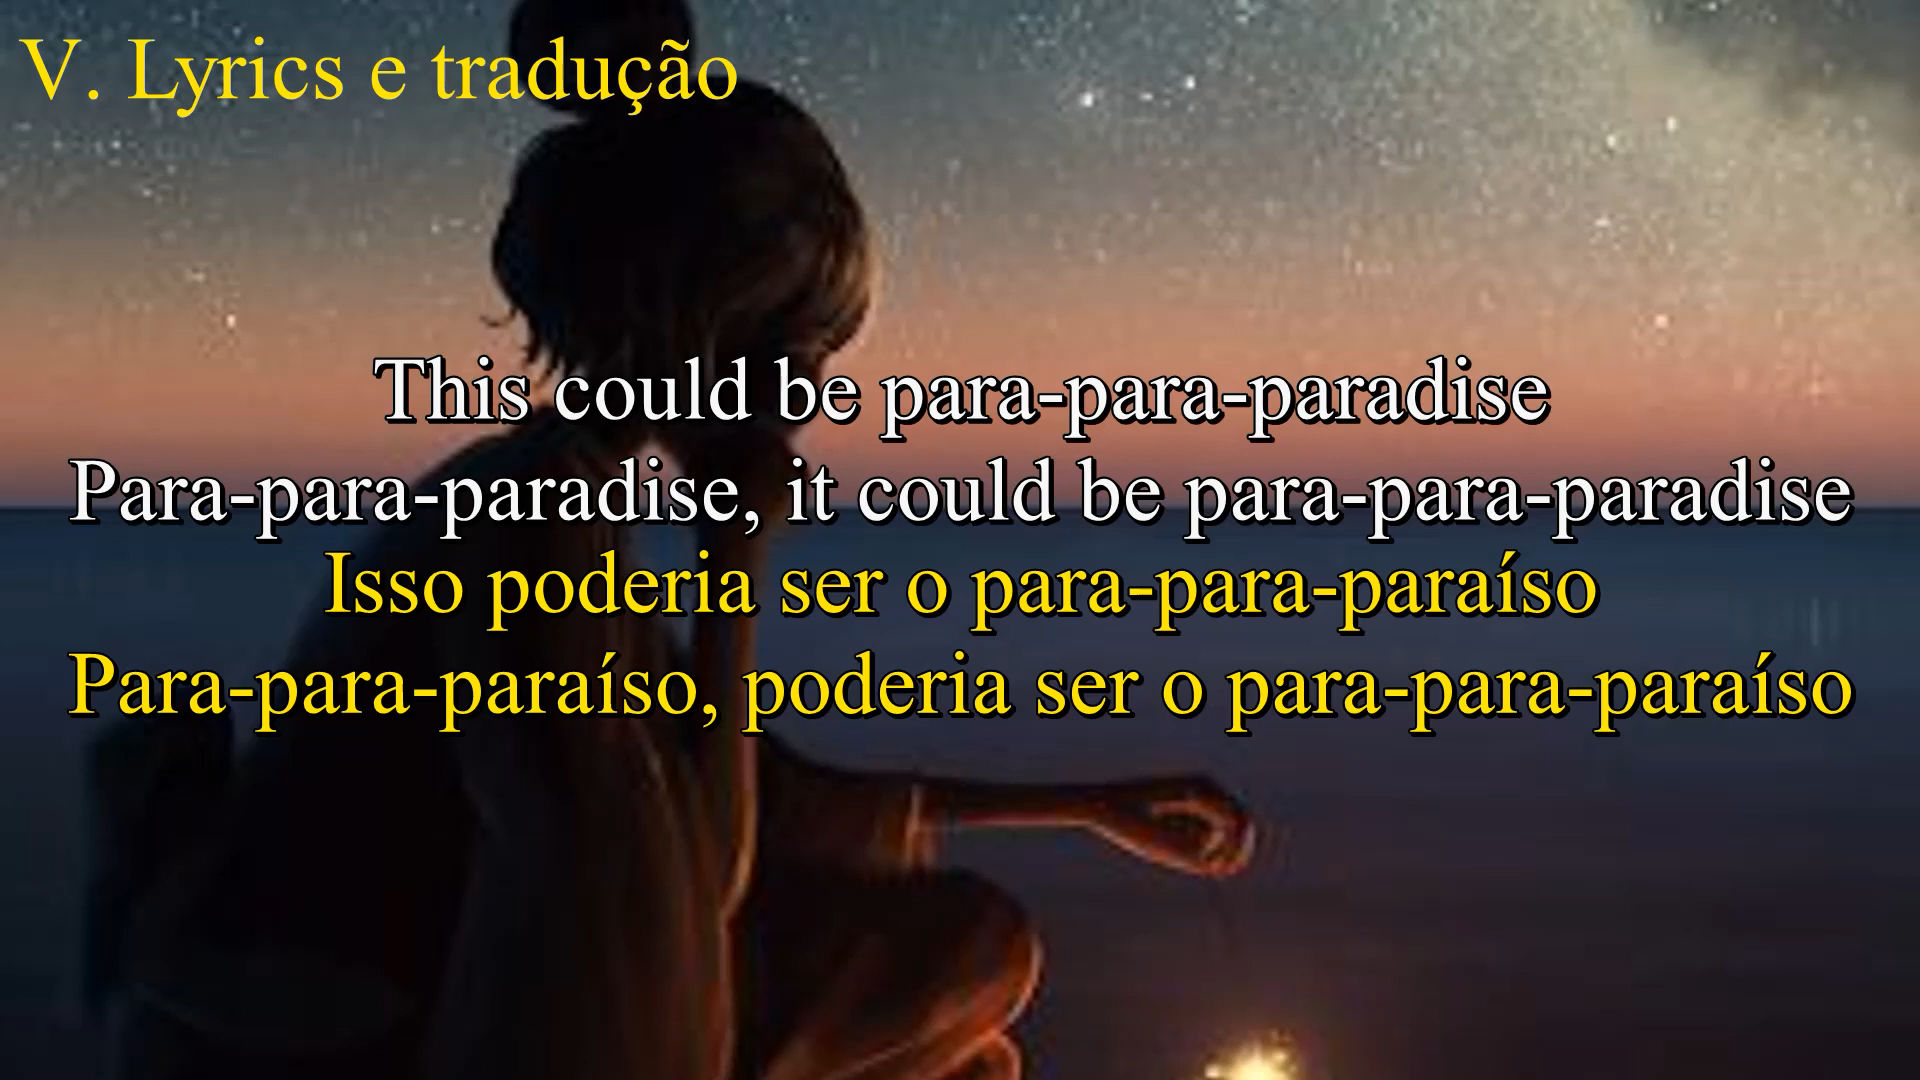 V. Lyrics e tradução
This could be para-para-paradise
Para-para-paradise, it could be para-para-paradise
Isso poderia ser o para-para-paraíso
Para-para-paraíso, poderia ser o para-para-paraíso